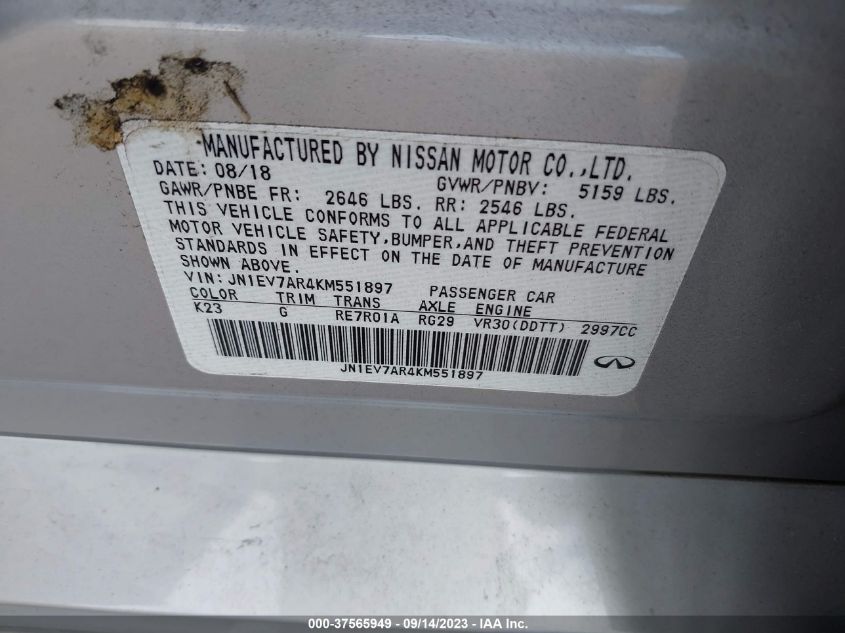 MANUFACTURED BY NISSAN MOTOR CO.,LTD.
DATE: 08/18 GVWR/PNBV: 5159 LBS.
GAWR/PNBE FR: 2646 LBS. RR: 2546 LBS.
THIS VEHICLE CONFORMS TO ALL APPLICABLE FEDERAL
MOTOR VEHICLE SAFETY,BUMPER,AND THEFT PREVENTION
STANDARDS IN EFFECT ON THE DATE OF MANUFACTURE
SHOWN ABOVE.
VIN: JN1EV7AR4KM551897 PASSENGER CAR
COLOR TRIM TRANS AXLE ENGINE
K23 G RE7R01A RG29 VR30(DDTT) 2997CC
JN1EV7AR4KM551897
000-37565949 - 09/14/2023 - IAA Inc.